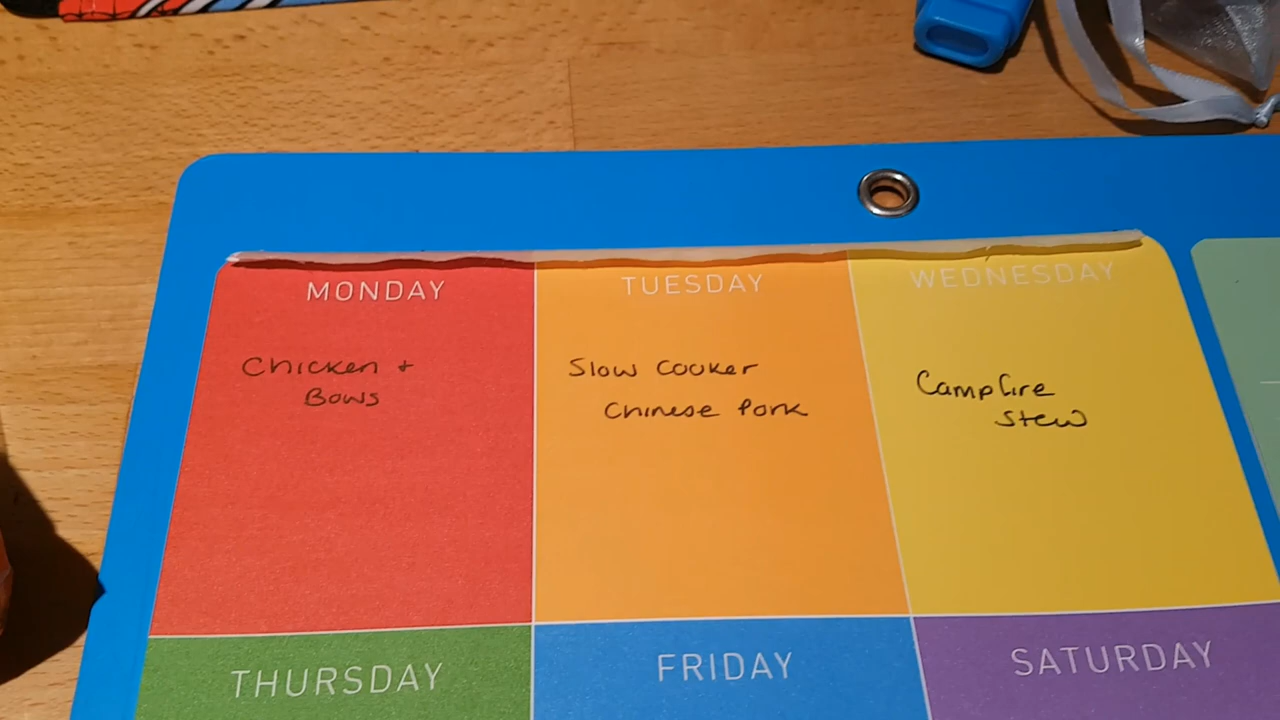 MONDAY
TUESDAY
WEDNESDAY
Chicken +
Bows
Slow Cooker
Chinese Pork
Campfire
Stew
THURSDAY
FRIDAY
SATURDAY